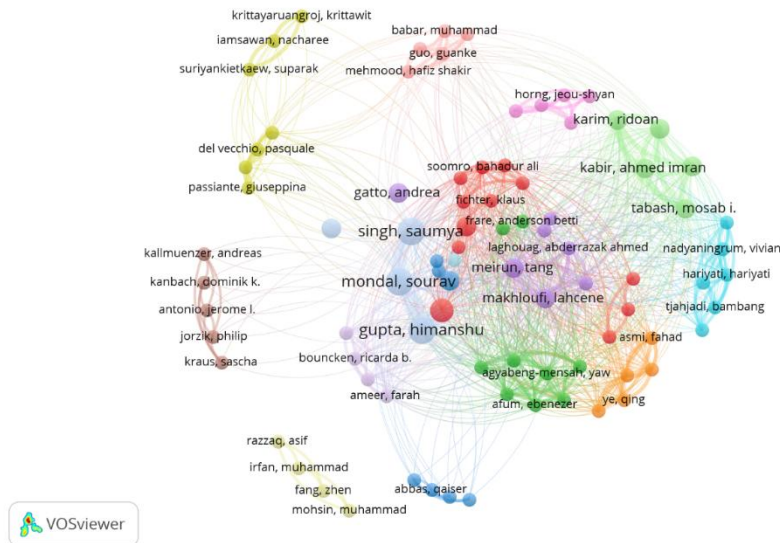 krittayaruangroj, krittawit
iamsawan, nacharee
suriyankietkaew, suparak
babar, muhammad
guo, guanke
mehmood, hafiz shakir
horng, jeou-shyan
karim, ridoan
del vecchio, pasquale
passiante, giuseppina
soomro, bahadur ali
kabir, ahmed imran
gatto, andrea
fichter, klaus
tabash, mosab i.
frare, anderson betti
singh, saumya
laghouag, abderrazak ahmed
nadyaningrum, vivian
kallmuenzer, andreas
meirun, tang
hariyati, hariyati
kanbach, dominik k.
mondal, sourav
makhloufi, lahcene
antonio, jerome l.
tjahjadi, bambang
jorzik, philip
gupta, himanshu
asmi, fahad
kraus, sascha
bouncken, ricarda b.
agyabeng-mensah, yaw
ameer, farah
afum, ebenezer
ye, qing
razzaq, asif
irfan, muhammad
fang, zhen
abbas, qaiser
mohsin, muhammad
VOSviewer